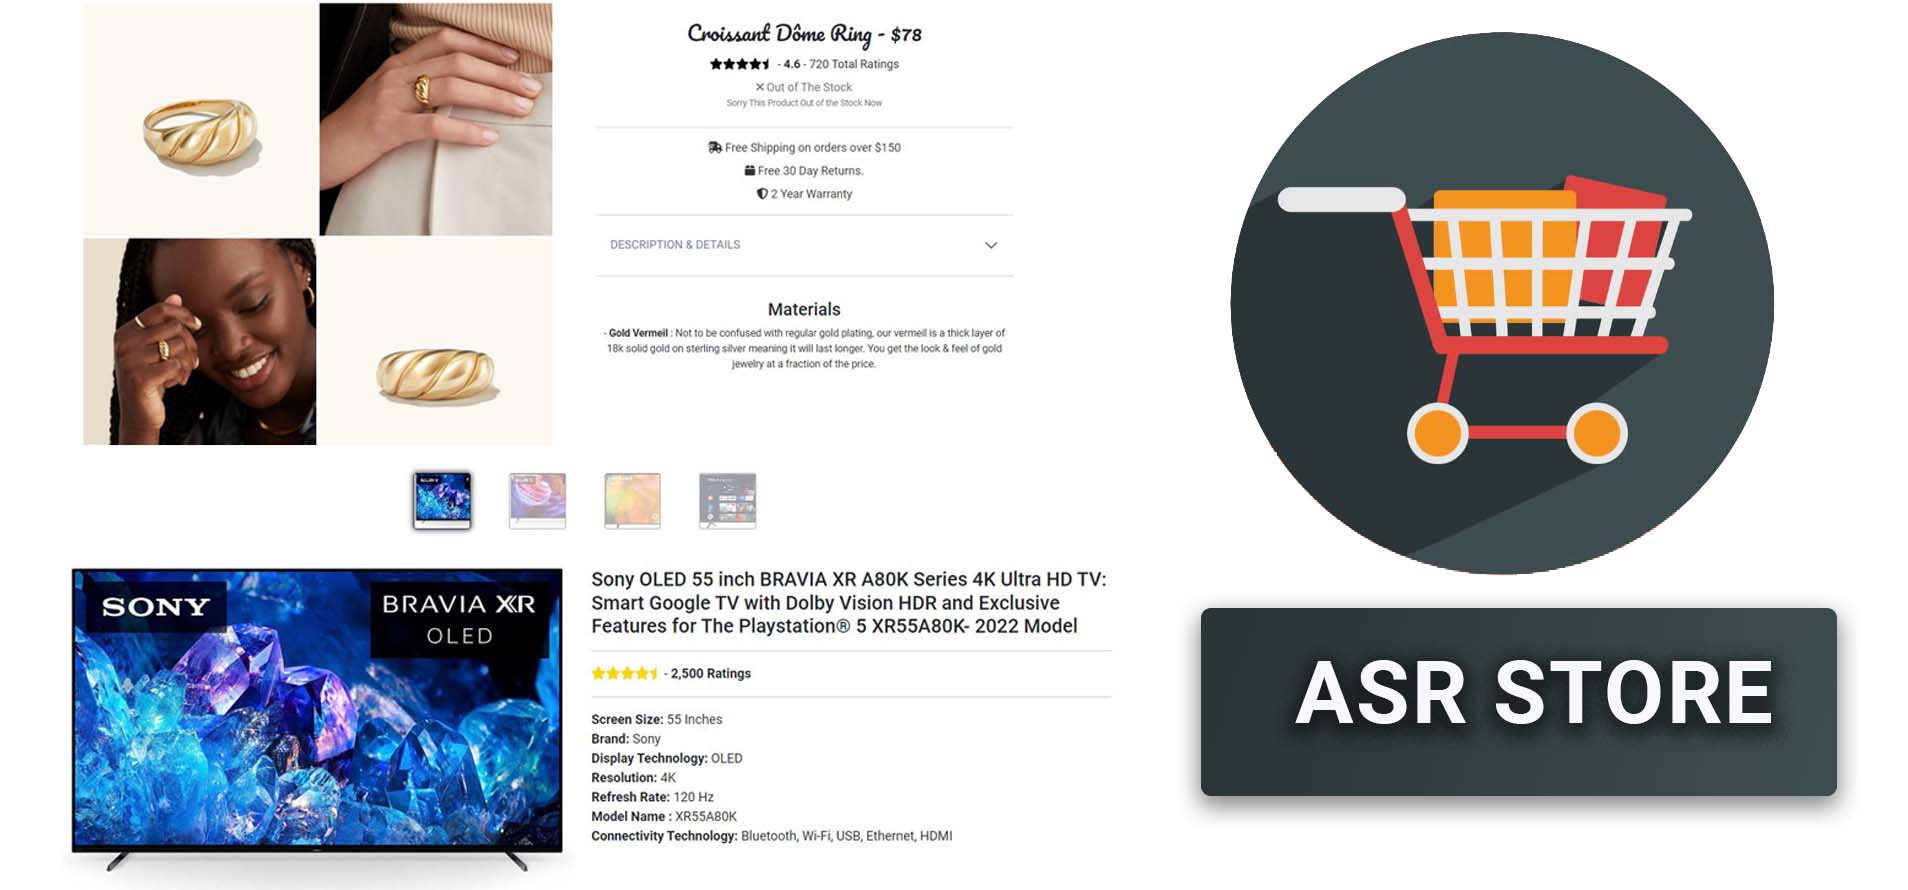 Croissant Dôme Ring - $78
- 4.6 - 720 Total Ratings
Out of The Stock
Sorry This Product Out of the Stock Now
Free Shipping on orders over $150
Free 30 Day Returns.
2 Year Warranty
DESCRIPTION & DETAILS
Materials
- Gold Vermeil : Not to be confused with regular gold plating, our vermeil is a thick layer of
18k solid gold on sterling silver meaning it will last longer. You get the look & feel of gold
jewelry at a fraction of the price.
SONY
BRAVIA XR
OLED
Sony OLED 55 inch BRAVIA XR A80K Series 4K Ultra HD TV:
Smart Google TV with Dolby Vision HDR and Exclusive
Features for The Playstation® 5 XR55A80K- 2022 Model
- 2,500 Ratings
Screen Size: 55 Inches
Brand: Sony
Display Technology: OLED
Resolution: 4K
Refresh Rate: 120 Hz
Model Name : XR55A80K
Connectivity Technology: Bluetooth, Wi-Fi, USB, Ethernet, HDMI
ASR STORE